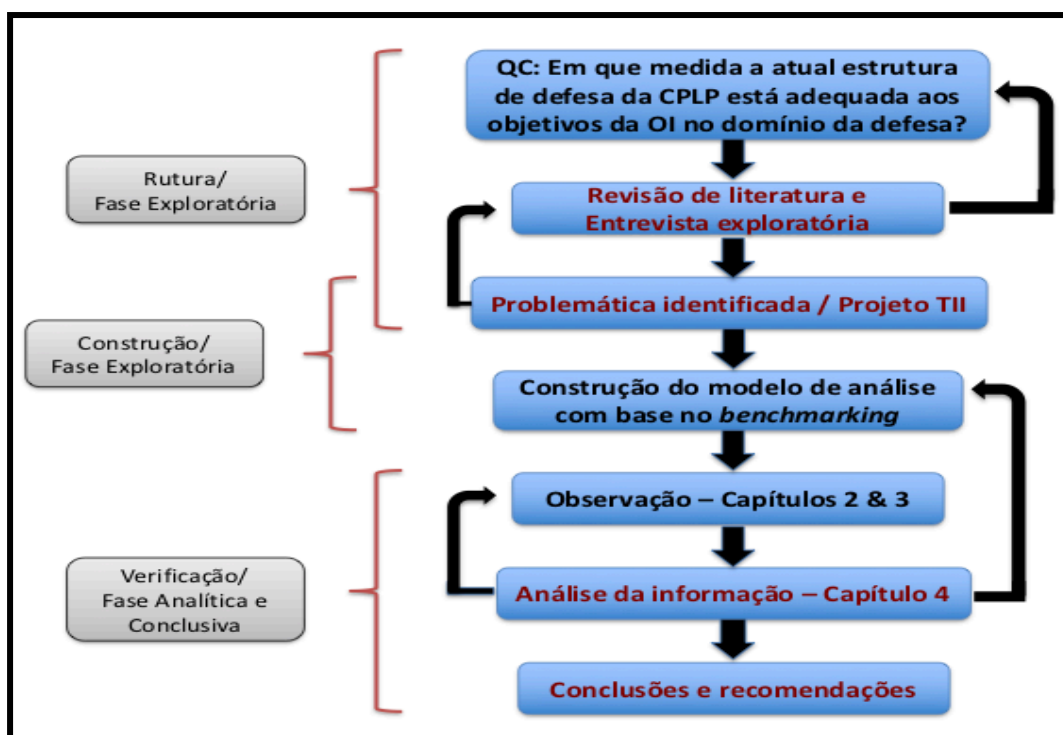 QC: Em que medida a atual estrutura
de defesa da CPLP está adequada aos
objetivos da OI no domínio da defesa?
Rutura/
Fase Exploratória
Revisão de literatura e
Entrevista exploratória
Problemática identificada / Projeto TII
Construção/
Fase Exploratória
Construção do modelo de análise
com base no benchmarking
Observação – Capítulos 2 & 3
Verificação/
Fase Analítica e
Conclusiva
Análise da informação – Capítulo 4
Conclusões e recomendações